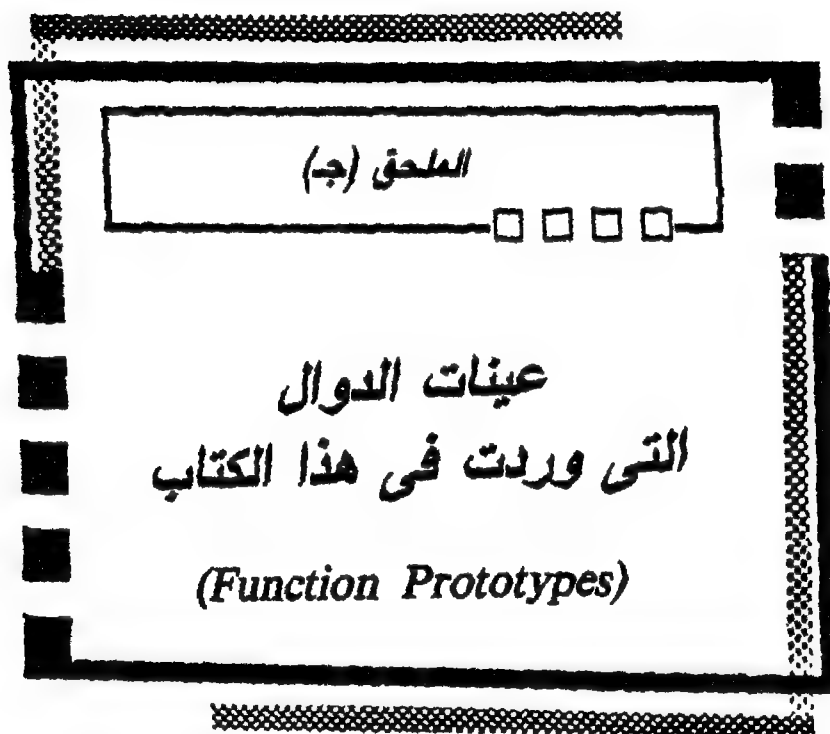 الملحق (جـ)
عينات الدوال
التى وردت فى هذا الكتاب
(Function Prototypes)